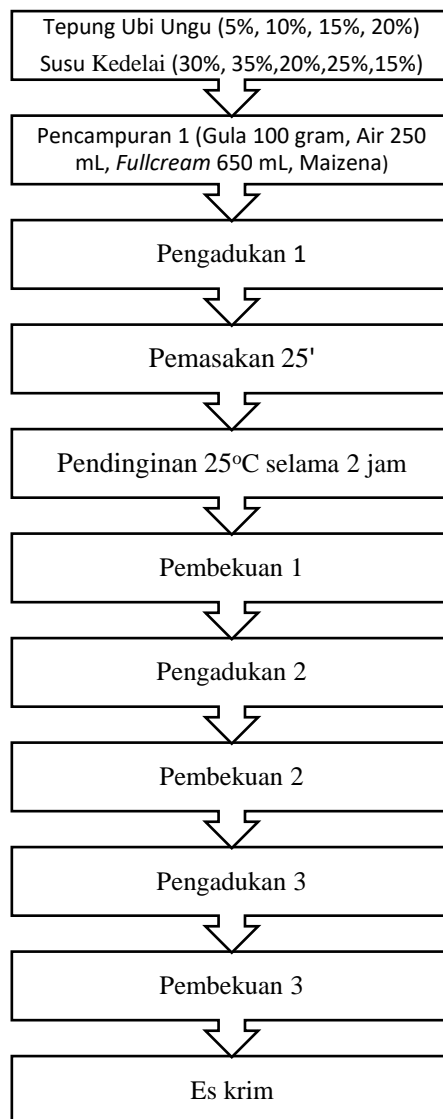 Tepung Ubi Ungu (5%, 10%, 15%, 20%)
Susu Kedelai (30%, 35%,20%,25%,15%)
Pencampuran 1 (Gula 100 gram, Air 250
mL, Fullcream 650 mL, Maizena)
Pengadukan 1
Pemasakan 25'
Pendinginan 25°C selama 2 jam
Pembekuan 1
Pengadukan 2
Pembekuan 2
Pengadukan 3
Pembekuan 3
Es krim